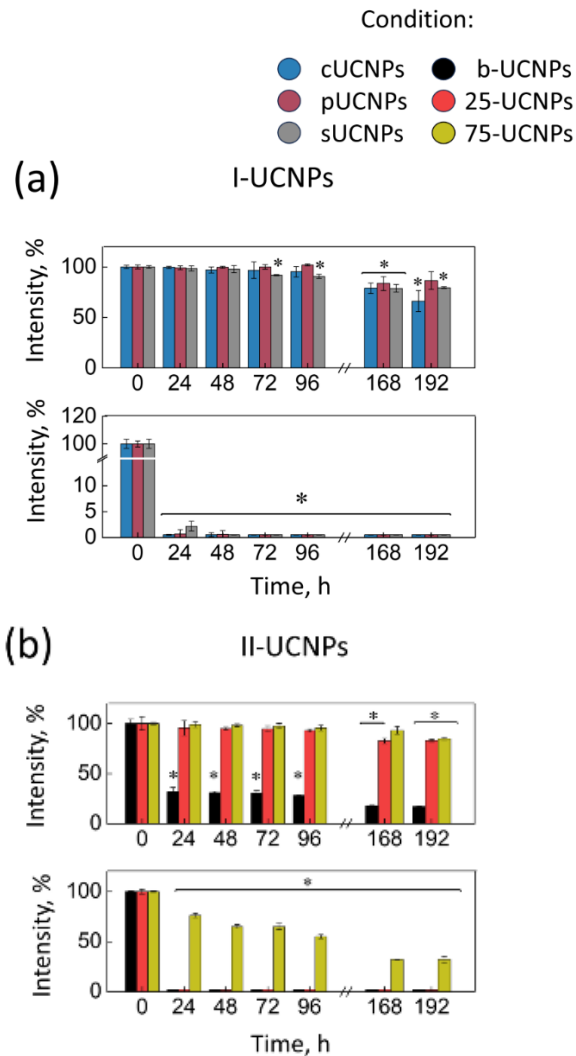 Condition:
cUCNPs b-UCNPs
pUCNPs 25-UCNPs
sUCNPs 75-UCNPs
(a) I-UCNPs
Intensity, %
100
50
0
* * * * *
0 24 48 72 96 // 168 192
Intensity, %
120
100
10
5
0
*
0 24 48 72 96 // 168 192
Time, h
(b) II-UCNPs
Intensity, %
100
50
0
* * * * * *
0 24 48 72 96 // 168 192
Intensity, %
100
50
0
*
0 24 48 72 96 // 168 192
Time, h